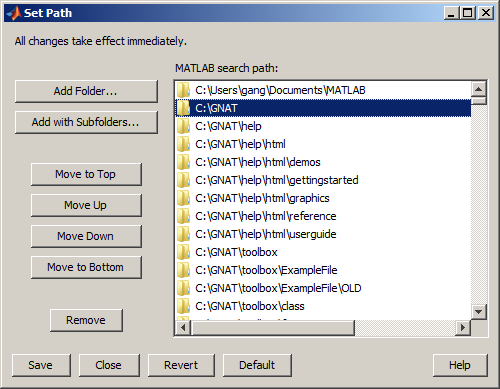 Set Path
All changes take effect immediately.
MATLAB search path:
Add Folder...
Add with Subfolders...
Move to Top
Move Up
Move Down
Move to Bottom
Remove
C:\Users\gang\Documents\MATLAB
C:\GNAT
C:\GNAT\help
C:\GNAT\help\html
C:\GNAT\help\html\demos
C:\GNAT\help\html\gettingstarted
C:\GNAT\help\html\graphics
C:\GNAT\help\html\reference
C:\GNAT\help\html\userguide
C:\GNAT\toolbox
C:\GNAT\toolbox\ExampleFile
C:\GNAT\toolbox\ExampleFile\OLD
C:\GNAT\toolbox\class
Save
Close
Revert
Default
Help